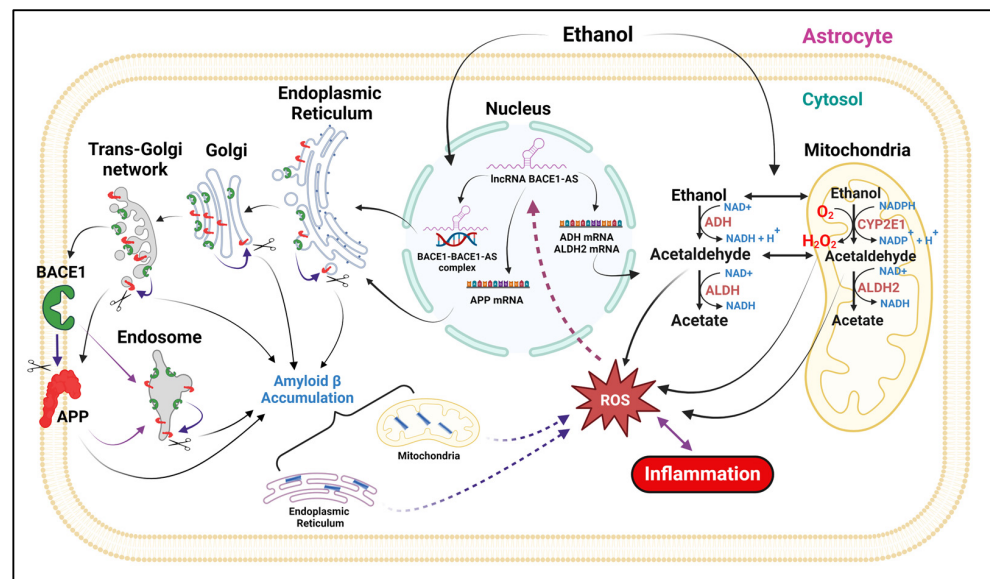 Ethanol
Astrocyte
Cytosol
Endoplasmic
Reticulum
Nucleus
Trans-Golgi
network
Golgi
Mitochondria
lncRNA BACE1-AS
BACE1-BACE1-AS
complex
APP mRNA
ADH mRNA
ALDH2 mRNA
Ethanol
NAD+
ADH
NADH + H+
Acetaldehyde
NAD+
ALDH
NADH
Acetate
Ethanol
O2
NADPH
CYP2E1
H2O2
NADP+ + H+
Acetaldehyde
NAD+
ALDH2
NADH
Acetate
BACE1
APP
Endosome
Amyloid β
Accumulation
Mitochondria
Endoplasmic
Reticulum
ROS
Inflammation